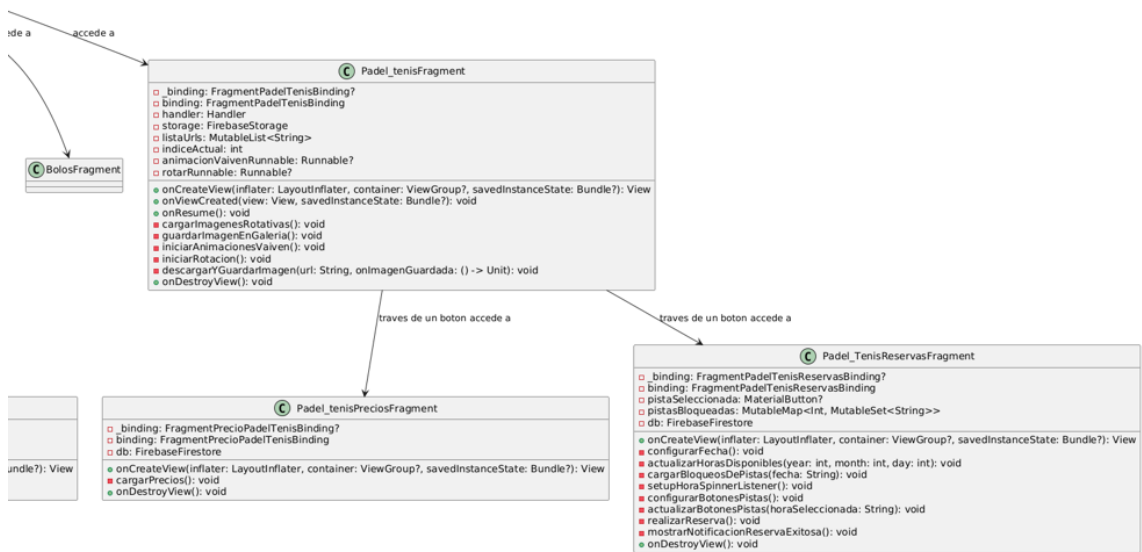 ede a
accede a
C Padel_tenisFragment
_binding: FragmentPadelTenisBinding?
binding: FragmentPadelTenisBinding
handler: Handler
storage: FirebaseStorage
listaUrls: MutableList<String>
indiceActual: int
animacionVaivenRunnable: Runnable?
rotarRunnable: Runnable?
onCreateView(inflater: LayoutInflater, container: ViewGroup?, savedInstanceState: Bundle?): View
onViewCreated(view: View, savedInstanceState: Bundle?): void
onResume(): void
cargarImagenesRotativas(): void
guardarImagenEnGaleria(): void
iniciarAnimacionesVaiven(): void
iniciarRotacion(): void
descargarYGuardarImagen(url: String, onImagenGuardada: () -> Unit): void
onDestroyView(): void
C BolosFragment
traves de un boton accede a
traves de un boton accede a
undle?): View
C Padel_tenisPreciosFragment
_binding: FragmentPrecioPadelTenisBinding?
binding: FragmentPrecioPadelTenisBinding
db: FirebaseFirestore
onCreateView(inflater: LayoutInflater, container: ViewGroup?, savedInstanceState: Bundle?): View
cargarPrecios(): void
onDestroyView(): void
C Padel_TenisReservasFragment
_binding: FragmentPadelTenisReservasBinding?
binding: FragmentPadelTenisReservasBinding
pistaSeleccionada: MaterialButton?
pistasBloqueadas: MutableMap<Int, MutableSet<String>>
db: FirebaseFirestore
onCreateView(inflater: LayoutInflater, container: ViewGroup?, savedInstanceState: Bundle?): View
configurarFecha(): void
actualizarHorasDisponibles(year: int, month: int, day: int): void
cargarBloqueosDePistas(fecha: String): void
setupHoraSpinnerListener(): void
configurarBotonesPistas(): void
actualizarBotonesPistas(horaSeleccionada: String): void
realizarReserva(): void
mostrarNotificacionReservaExitosa(): void
onDestroyView(): void